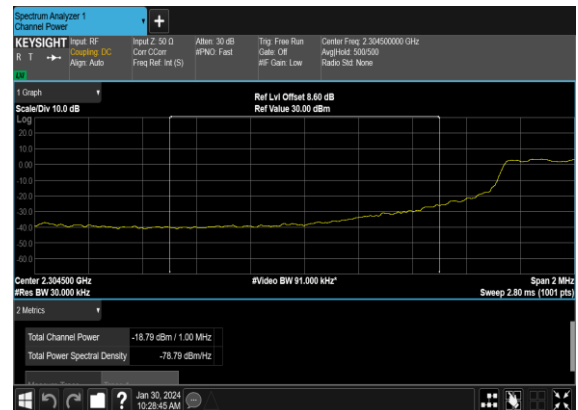 Spectrum Analyzer 1
Channel Power
+
KEYSIGHT Input: RF Input Z: 50 Ω Atten: 30 dB Trig: Free Run Center Freq: 2.304500000 GHz
R T Coupling: DC Corr CCorr #PNO: Fast Gate: Off Avg|Hold: 500/500
Align: Auto Freq Ref: Int (S) #IF Gain: Low Radio Std: None
LV
1 Graph
Ref Lvl Offset 8.60 dB
Scale/Div 10.0 dB Ref Value 30.00 dBm
Log
20.0
10.0
0.00
-10.0
-20.0
-30.0
-40.0
-50.0
-60.0
Center 2.304500 GHz #Video BW 91.000 kHz* Span 2 MHz
#Res BW 30.000 kHz Sweep 2.80 ms (1001 pts)
2 Metrics
Total Channel Power -18.79 dBm / 1.00 MHz
Total Power Spectral Density -78.79 dBm/Hz
?
Jan 30, 2024
10:28:45 AM